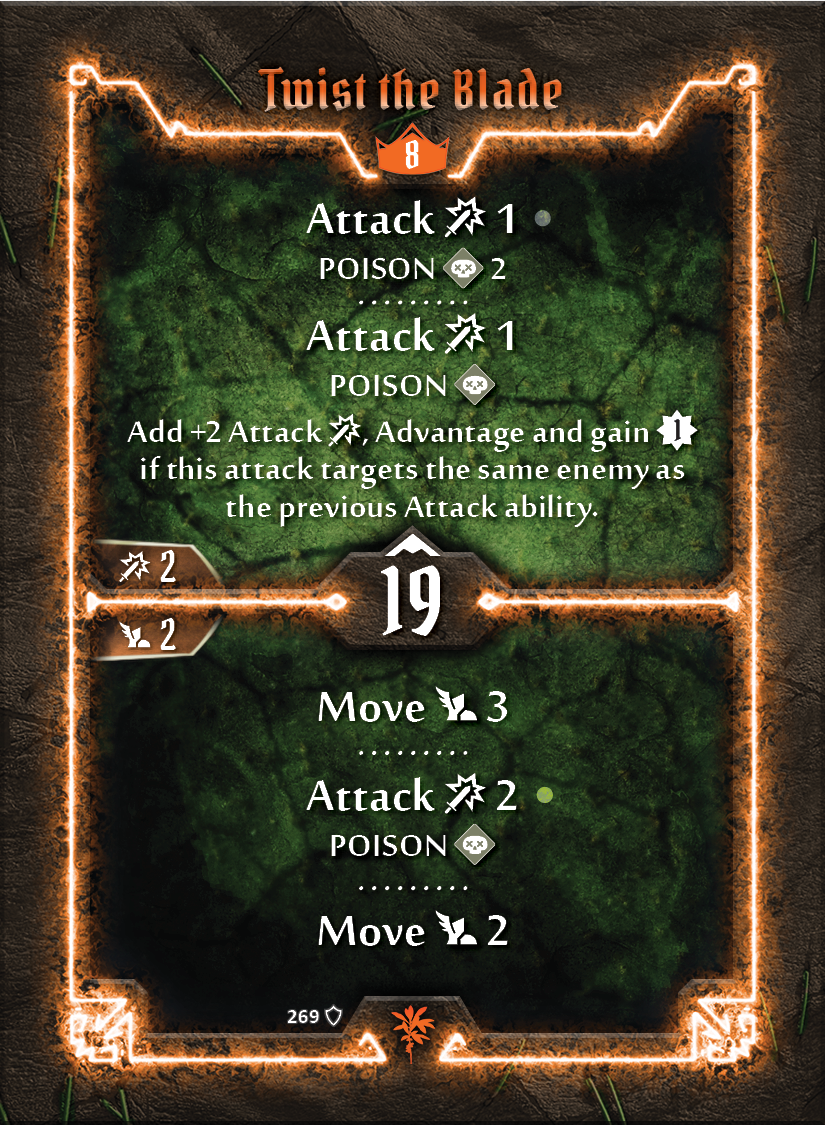 Twist the Blade
8
Attack 1
POISON 2
Attack 1
POISON
Add +2 Attack , Advantage and gain 1
if this attack targets the same enemy as
the previous Attack ability.
2
19
2
Move 3
Attack 2
POISON
Move 2
269